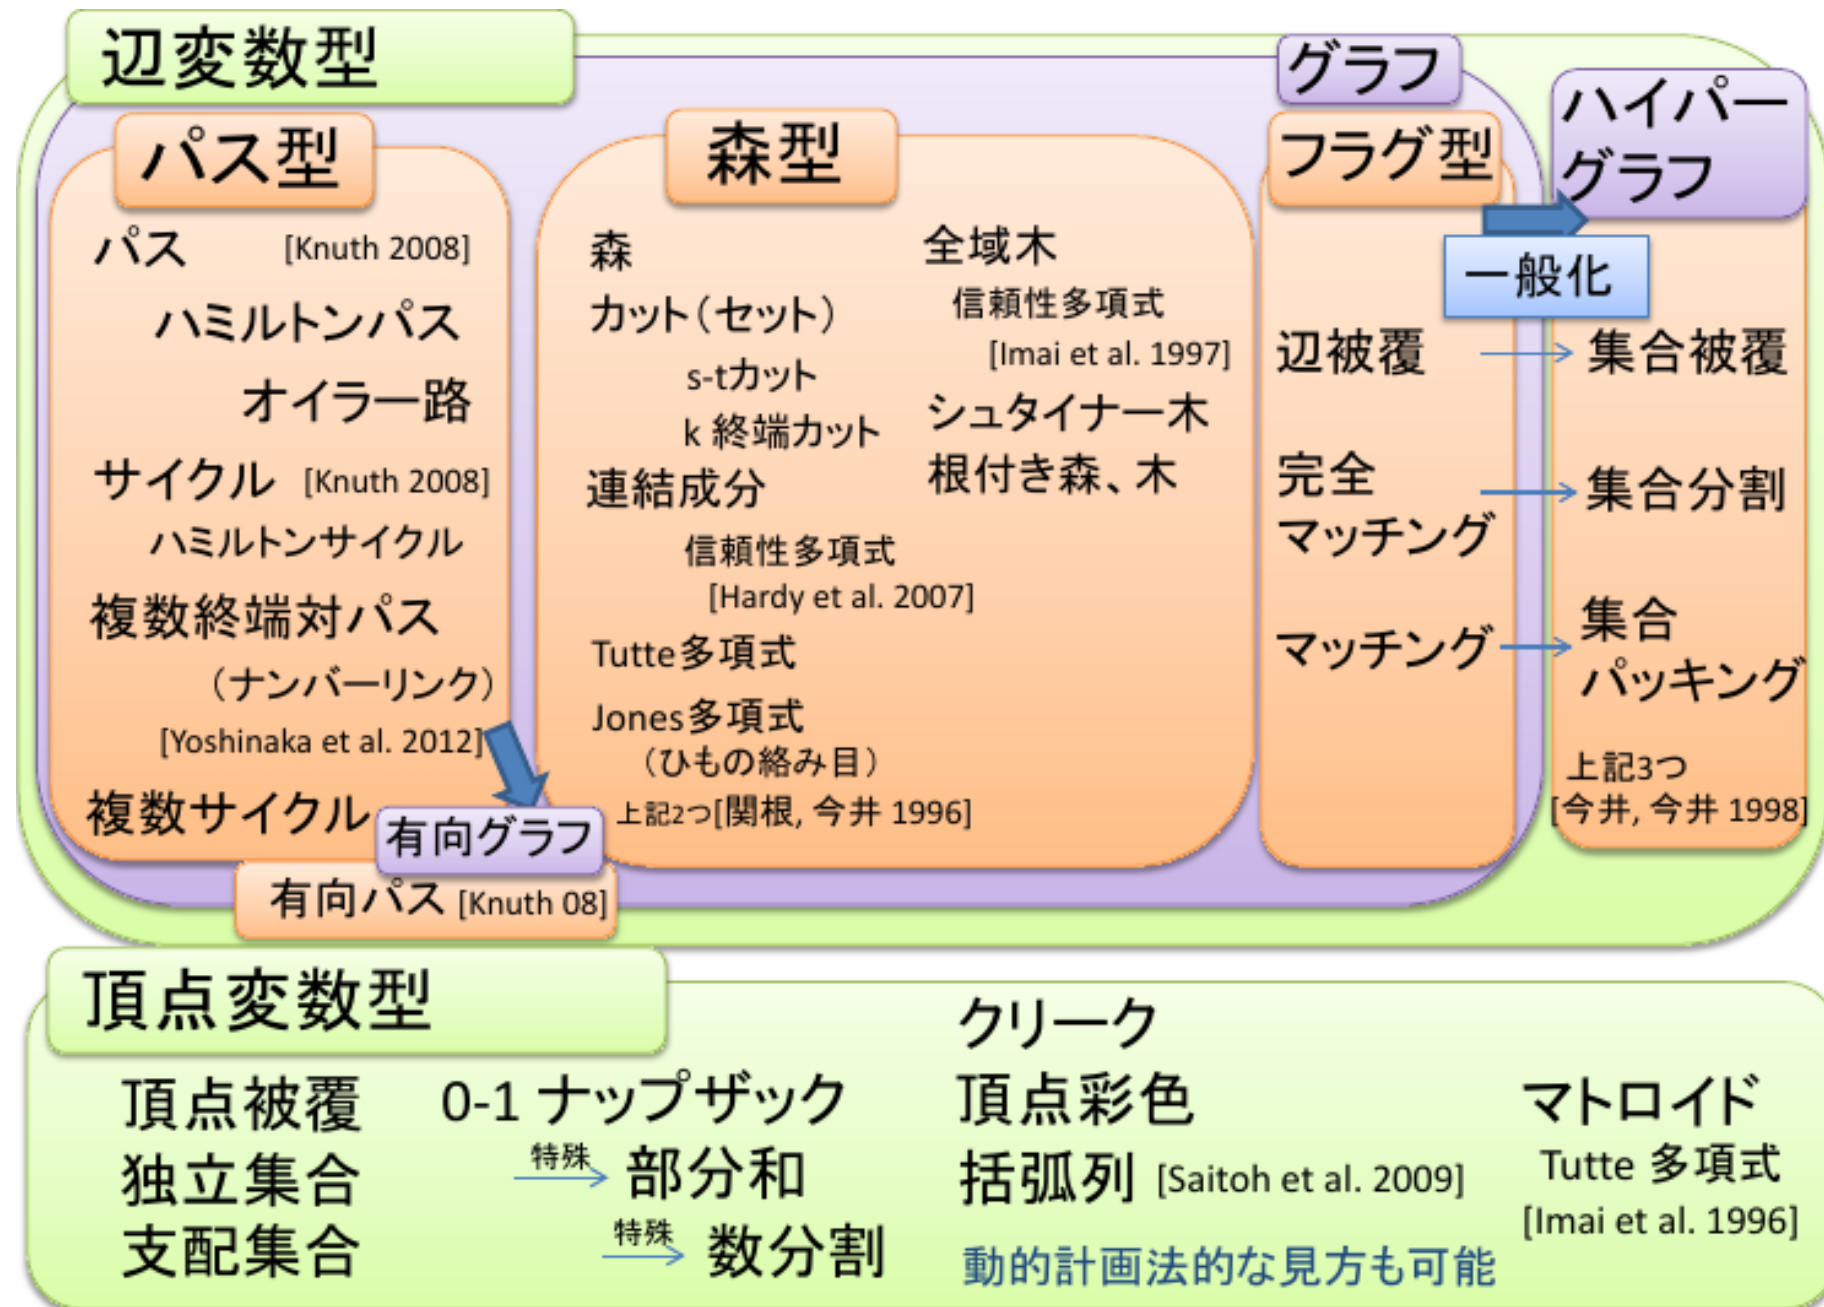 辺変数型
グラフ
ハイパー
グラフ
パス型
パス [Knuth 2008]
ハミルトンパス
オイラー路
サイクル [Knuth 2008]
ハミルトンサイクル
複数終端対パス
（ナンバーリンク）
[Yoshinaka et al. 2012]
複数サイクル
有向グラフ
有向パス [Knuth 08]
森型
森
カット（セット）
s-tカット
k 終端カット
連結成分
信頼性多項式
[Hardy et al. 2007]
Tutte多項式
Jones多項式
（ひもの絡み目）
上記2つ[関根, 今井 1996]
全域木
信頼性多項式
[Imai et al. 1997]
シュタイナー木
根付き森、木
フラグ型
一般化
辺被覆
完全
マッチング
マッチング
集合被覆
集合分割
集合
パッキング
上記3つ
[今井, 今井 1998]
頂点変数型
頂点被覆
独立集合
支配集合
0-1 ナップザック
特殊 部分和
特殊 数分割
クリーク
頂点彩色
括弧列 [Saitoh et al. 2009]
動的計画法的な見方も可能
マトロイド
Tutte 多項式
[Imai et al. 1996]